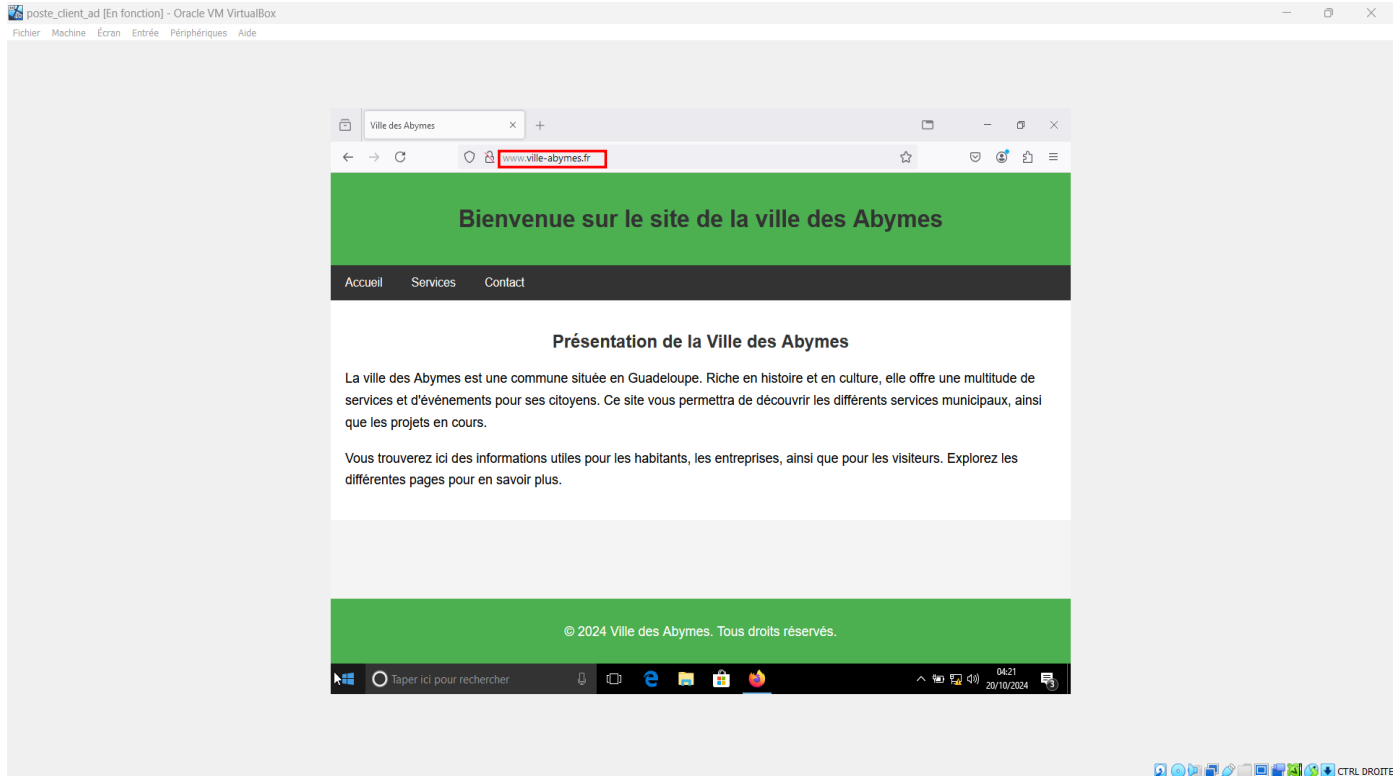 poste_client_ad [En fonction] - Oracle VM VirtualBox
Fichier Machine Écran Entrée Périphériques Aide
Ville des Abymes
www.ville-abymes.fr
Bienvenue sur le site de la ville des Abymes
Accueil Services Contact
Présentation de la Ville des Abymes
La ville des Abymes est une commune située en Guadeloupe. Riche en histoire et en culture, elle offre une multitude de
services et d'événements pour ses citoyens. Ce site vous permettra de découvrir les différents services municipaux, ainsi
que les projets en cours.
Vous trouverez ici des informations utiles pour les habitants, les entreprises, ainsi que pour les visiteurs. Explorez les
différentes pages pour en savoir plus.
© 2024 Ville des Abymes. Tous droits réservés.
Taper ici pour rechercher
04:21
20/10/2024
3
CTRL DROITE